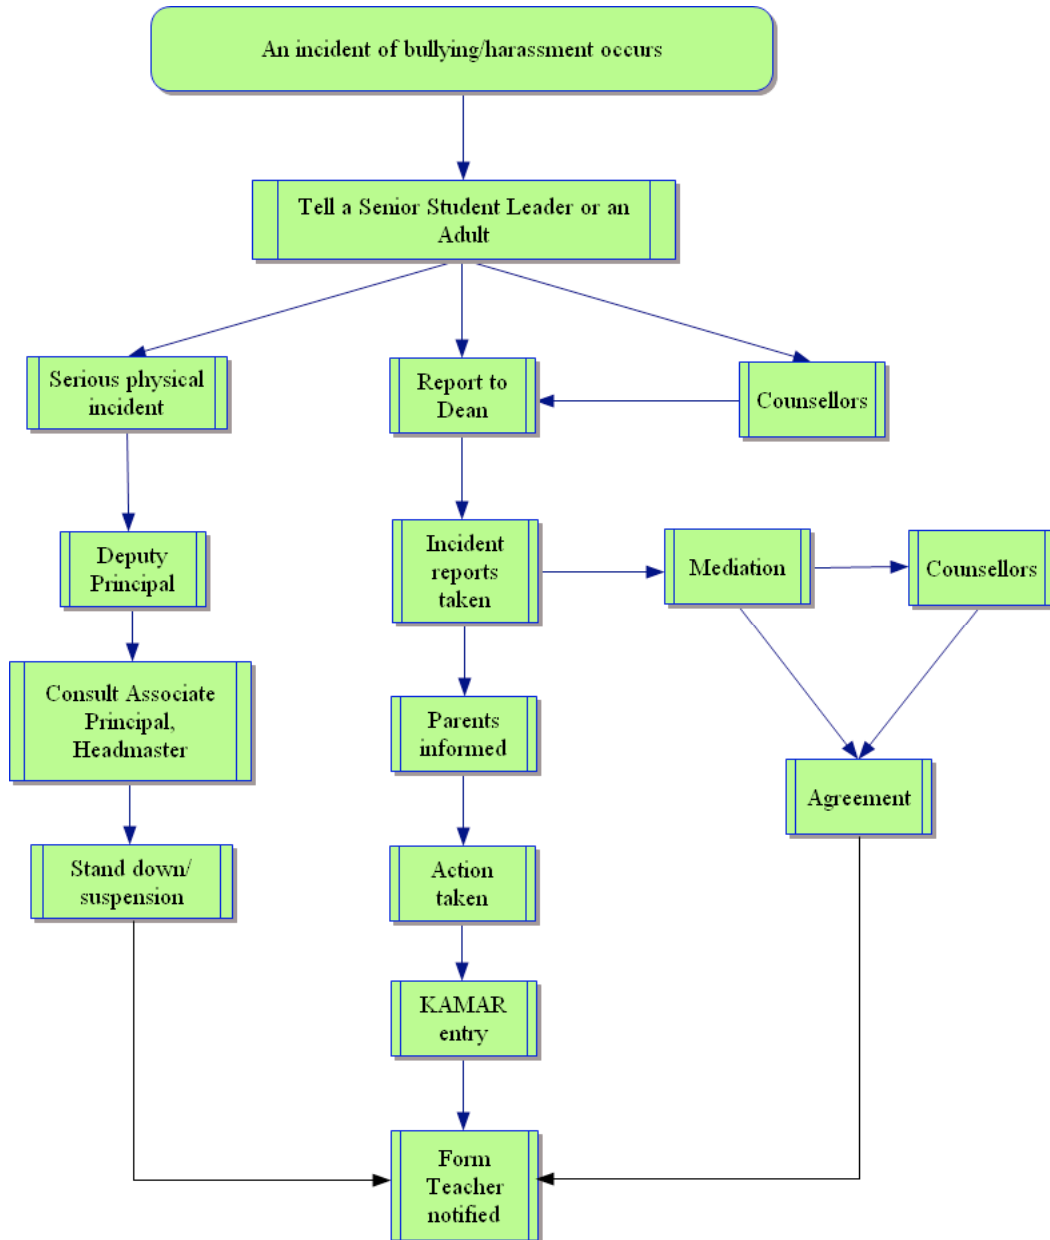 An incident of bullying/harassment occurs
Tell a Senior Student Leader or an
Adult
Serious physical
incident
Report to
Dean
Counsellors
Deputy
Principal
Incident
reports
taken
Mediation
Counsellors
Consult Associate
Principal,
Headmaster
Parents
informed
Agreement
Stand down/
suspension
Action
taken
KAMAR
entry
Form
Teacher
notified